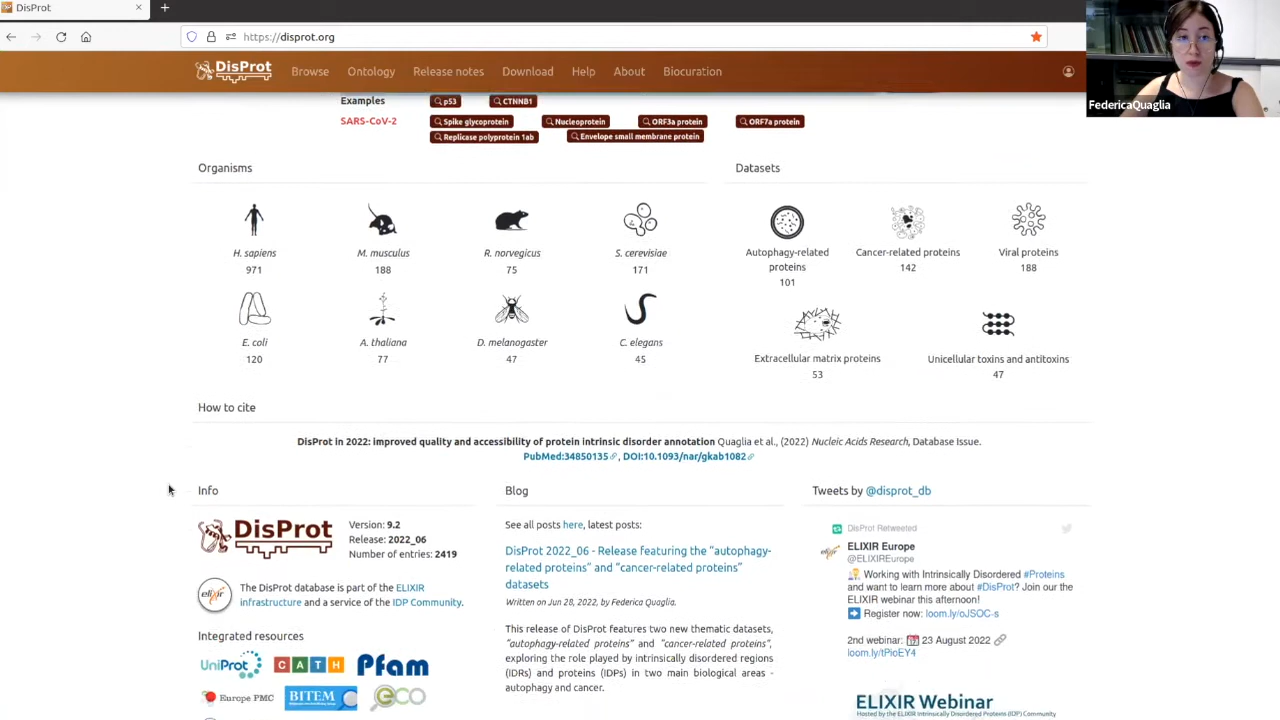 DisProt
https://disprot.org
DisProt
Browse
Ontology
Release notes
Download
Help
About
Biocuration
FedericaQuaglia
Examples
p53
CTNNB1
SARS-CoV-2
Spike glycoprotein
Nucleoprotein
ORF3a protein
ORF7a protein
Replicase polyprotein 1ab
Envelope small membrane protein
Organisms
H. sapiens
971
M. musculus
188
R. norvegicus
75
S. cerevisiae
171
E. coli
120
A. thaliana
77
D. melanogaster
47
C. elegans
45
Datasets
Autophagy-related
proteins
101
Cancer-related proteins
142
Viral proteins
188
Extracellular matrix proteins
53
Unicellular toxins and antitoxins
47
How to cite
DisProt in 2022: improved quality and accessibility of protein intrinsic disorder annotation Quaglia et al., (2022) Nucleic Acids Research, Database Issue.
PubMed:34850135, DOI:10.1093/nar/gkab1082
Info
DisProt
Version: 9.2
Release: 2022_06
Number of entries: 2419
elixir
The DisProt database is part of the ELIXIR
infrastructure and a service of the IDP Community.
Integrated resources
UniProt
CATH
Pfam
Europe PMC
BITEM
eco
Blog
See all posts here, latest posts:
DisProt 2022_06 - Release featuring the "autophagy-
related proteins" and "cancer-related proteins"
datasets
Written on Jun 28, 2022, by Federica Quaglia.
This release of DisProt features two new thematic datasets,
"autophagy-related proteins" and "cancer-related proteins",
exploring the role played by intrinsically disordered regions
(IDRs) and proteins (IDPs) in two main biological areas -
autophagy and cancer.
Tweets by @disprot_db
DisProt Retweeted
ELIXIR Europe
@ELIXIREurope
Working with Intrinsically Disordered #Proteins
and want to learn more about #DisProt? Join our the
ELIXIR webinar this afternoon!
Register now: loom.ly/oJSOC-s
2nd webinar: 23 August 2022
loom.ly/tPioEY4
ELIXIR Webinar
Hosted by the ELIXIR Intrinsically Disordered Proteins (IDP) Community